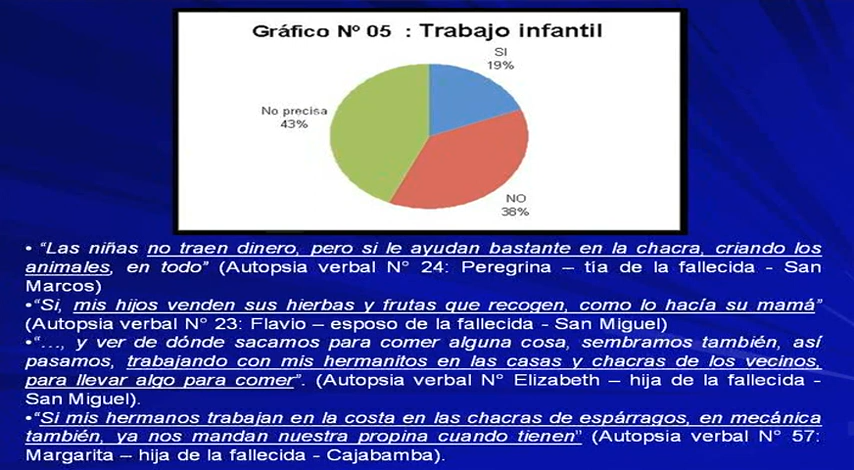 Gráfico Nº 05 : Trabajo infantil
SI
19%
No precisa
43%
NO
38%
• “Las niñas no traen dinero, pero si le ayudan bastante en la chacra, criando los
animales, en todo” (Autopsia verbal N° 24: Peregrina – tía de la fallecida - San
Marcos)
•“Si, mis hijos venden sus hierbas y frutas que recogen, como lo hacía su mamá”
(Autopsia verbal N° 23: Flavio – esposo de la fallecida - San Miguel)
•“…, y ver de dónde sacamos para comer alguna cosa, sembramos también, así
pasamos, trabajando con mis hermanitos en las casas y chacras de los vecinos,
para llevar algo para comer”. (Autopsia verbal N° Elizabeth – hija de la fallecida -
San Miguel).
•“Si mis hermanos trabajan en la costa en las chacras de espárragos, en mecánica
también, ya nos mandan nuestra propina cuando tienen” (Autopsia verbal N° 57:
Margarita – hija de la fallecida - Cajabamba).